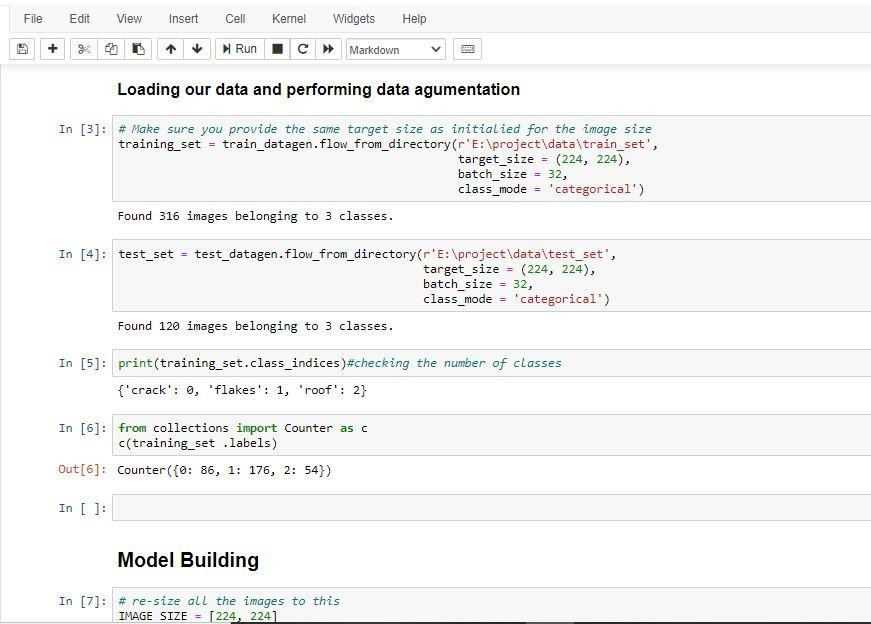 File Edit View Insert Cell Kernel Widgets Help
Run Markdown
Loading our data and performing data agumentation
In [3]: # Make sure you provide the same target size as initialied for the image size
training_set = train_datagen.flow_from_directory(r'E:\project\data\train_set',
target_size = (224, 224),
batch_size = 32,
class_mode = 'categorical')
Found 316 images belonging to 3 classes.
In [4]: test_set = test_datagen.flow_from_directory(r'E:\project\data\test_set',
target_size = (224, 224),
batch_size = 32,
class_mode = 'categorical')
Found 120 images belonging to 3 classes.
In [5]: print(training_set.class_indices)#checking the number of classes
{'crack': 0, 'flakes': 1, 'roof': 2}
In [6]: from collections import Counter as c
c(training_set .labels)
Out[6]: Counter({0: 86, 1: 176, 2: 54})
In [ ]:
Model Building
In [7]: # re-size all the images to this
IMAGE_SIZE = [224, 224]